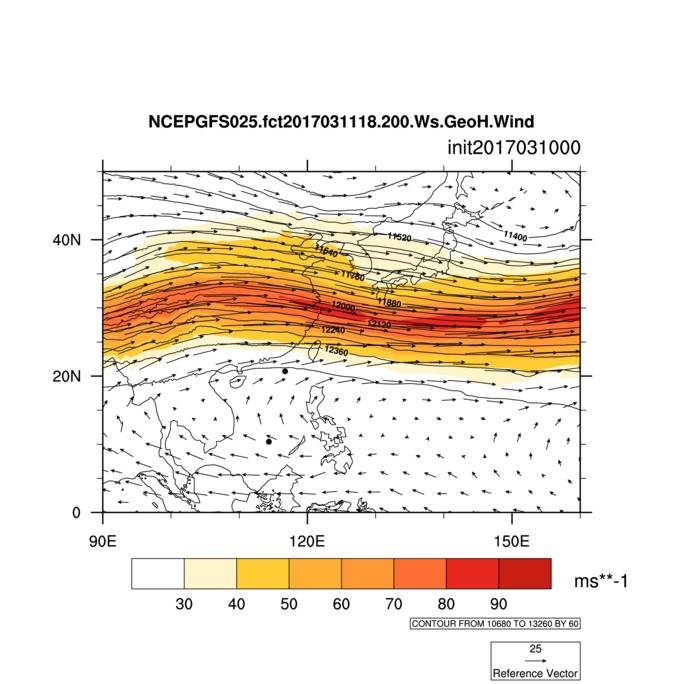 NCEPGFS025.fct2017031118.200.Ws.GeoH.Wind
init2017031000
40N
20N
0
11520
11400
11640
11760
11880
12000
12120
12240
12360
90E 120E 150E
30 40 50 60 70 80 90
ms**-1
CONTOUR FROM 10680 TO 13260 BY 60
25
Reference Vector